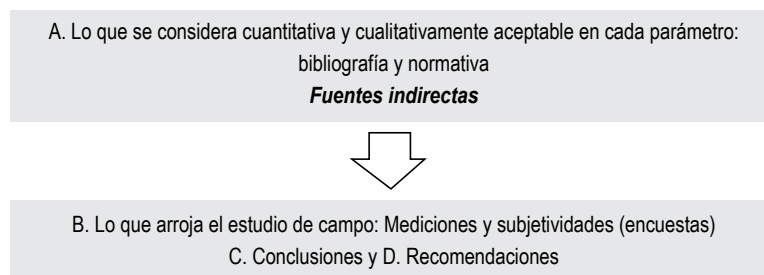 A. Lo que se considera cuantitativa y cualitativamente aceptable en cada parámetro:
bibliografía y normativa
Fuentes indirectas
B. Lo que arroja el estudio de campo: Mediciones y subjetividades (encuestas)
C. Conclusiones y D. Recomendaciones